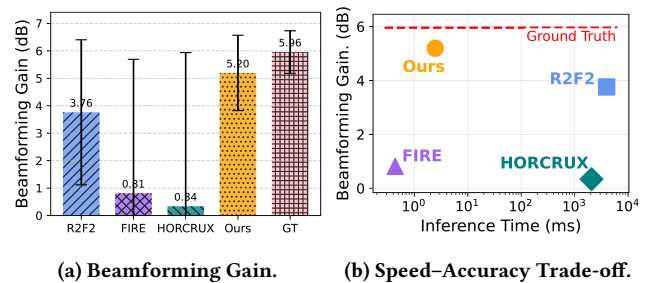 Beamforming Gain (dB)
7
6
5
4
3
2
1
0
3.76
0.81
0.34
5.20
5.96
R2F2
FIRE
HORCRUX
Ours
GT
(a) Beamforming Gain.
Beamforming Gain. (dB)
6
4
2
0
Ground Truth
Ours
R2F2
FIRE
HORCRUX
10⁰
10¹
10²
10³
10⁴
Inference Time (ms)
(b) Speed–Accuracy Trade-off.